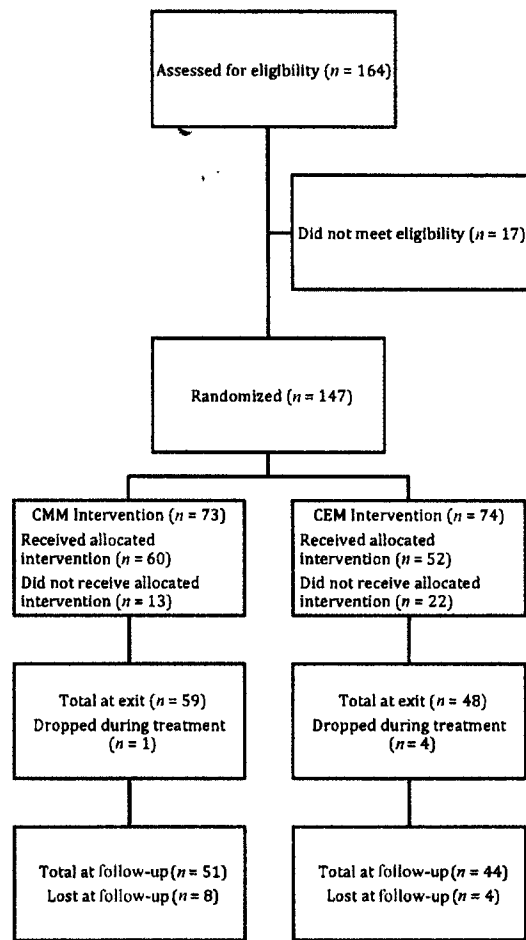 Assessed for eligibility (n = 164)
Did not meet eligibility (n = 17)
Randomized (n = 147)
CMM Intervention (n = 73)
Received allocated
intervention (n = 60)
Did not receive allocated
intervention (n = 13)
CEM Intervention (n = 74)
Received allocated
intervention (n = 52)
Did not receive allocated
intervention (n = 22)
Total at exit (n = 59)
Dropped during treatment
(n = 1)
Total at exit (n = 48)
Dropped during treatment
(n = 4)
Total at follow-up (n = 51)
Lost at follow-up (n = 8)
Total at follow-up (n = 44)
Lost at follow-up (n = 4)